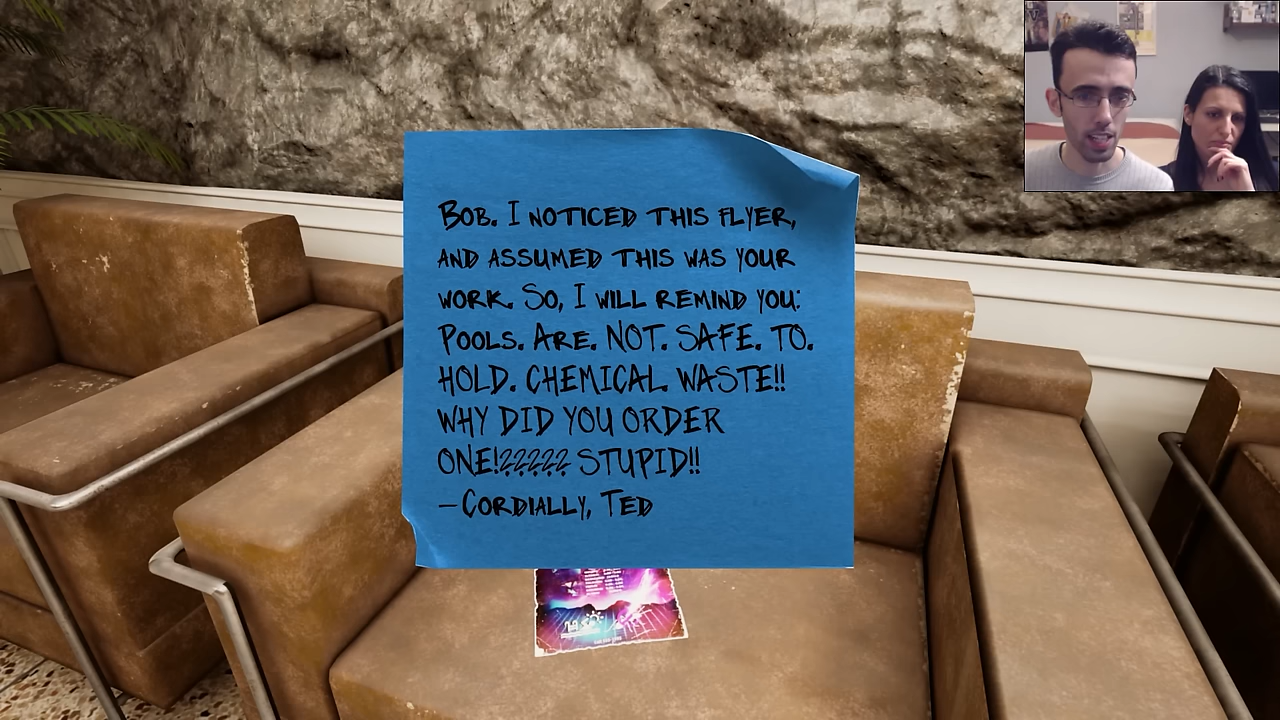 BOB. I NOTICED THIS FLYER,
AND ASSUMED THIS WAS YOUR
WORK. SO, I WILL REMIND YOU:
POOLS. ARE. NOT. SAFE. TO.
HOLD. CHEMICAL. WASTE!!
WHY DID YOU ORDER
ONE!????? STUPID!!
–CORDIALLY, TED